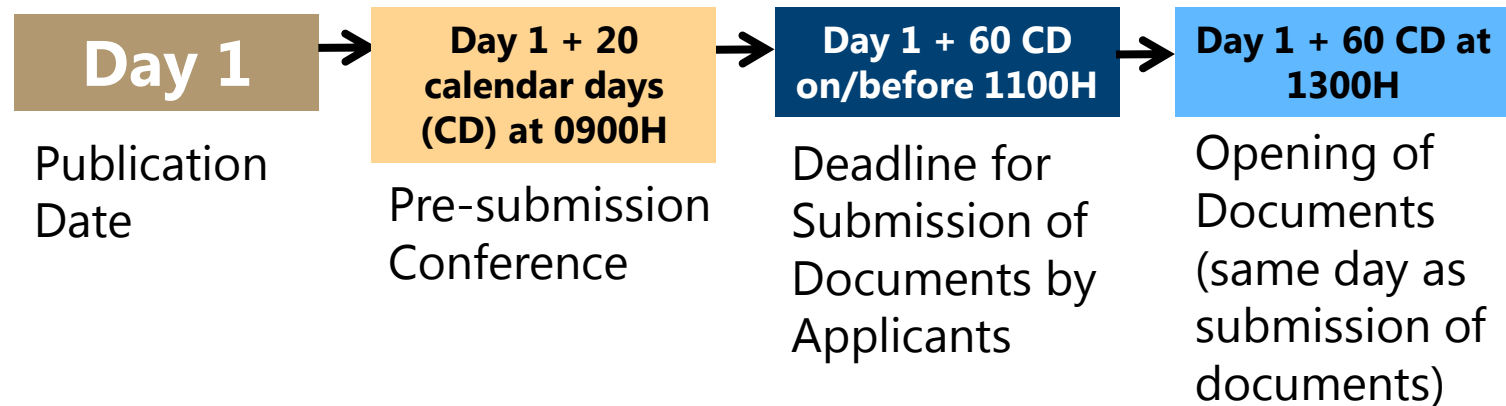 Day 1
Publication
Date
Day 1 + 20
calendar days
(CD) at 0900H
Pre-submission
Conference
Day 1 + 60 CD
on/before 1100H
Deadline for
Submission of
Documents by
Applicants
Day 1 + 60 CD at
1300H
Opening of
Documents
(same day as
submission of
documents)